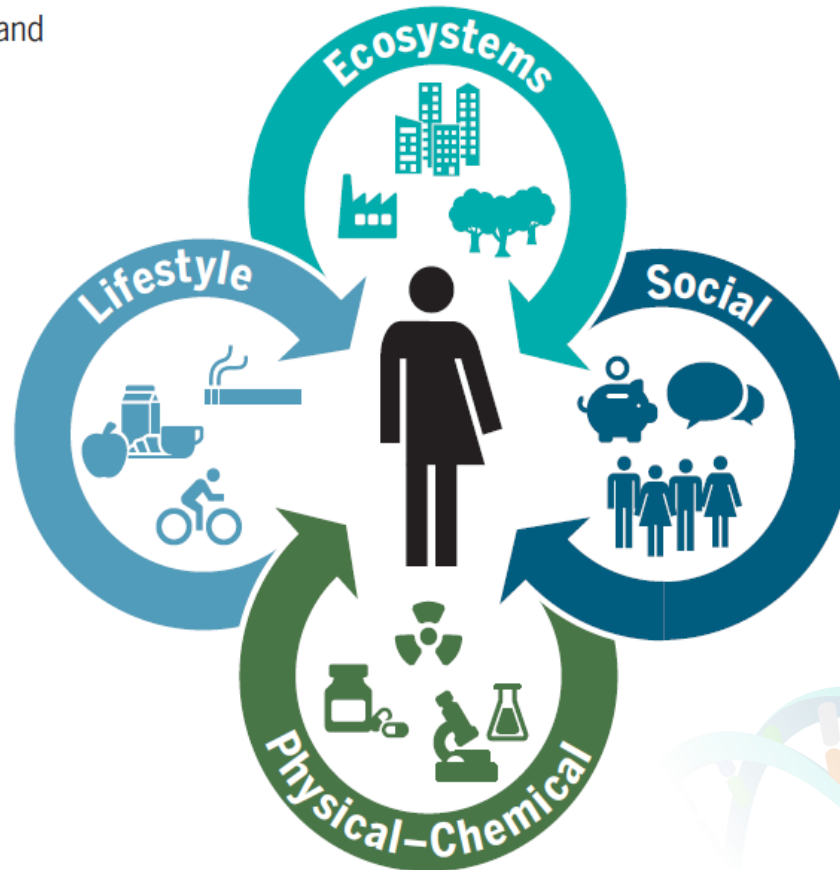 and
Ecosystems
Lifestyle
Social
Physical–Chemical